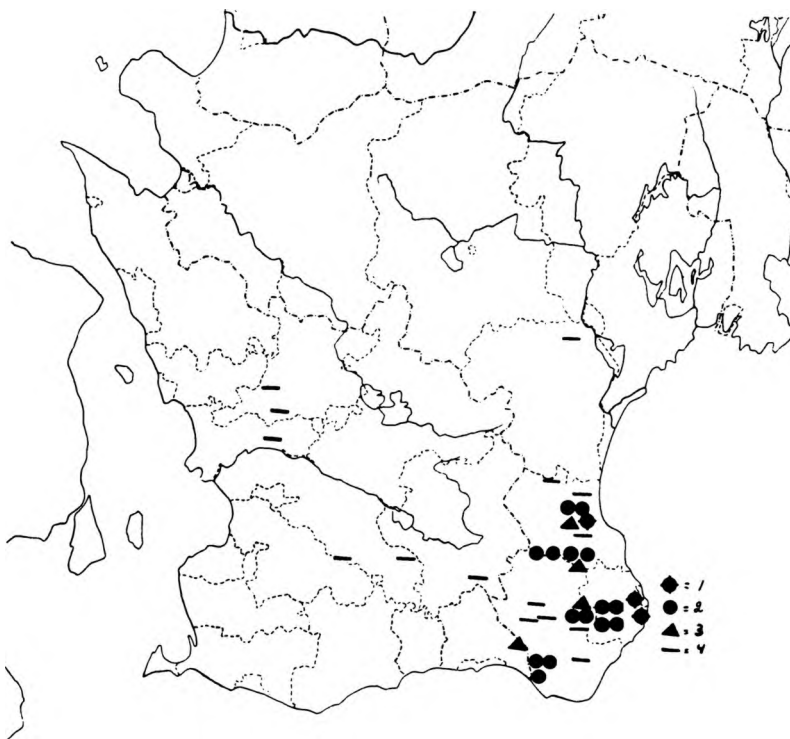 = 1
= 2
= 3
= 4